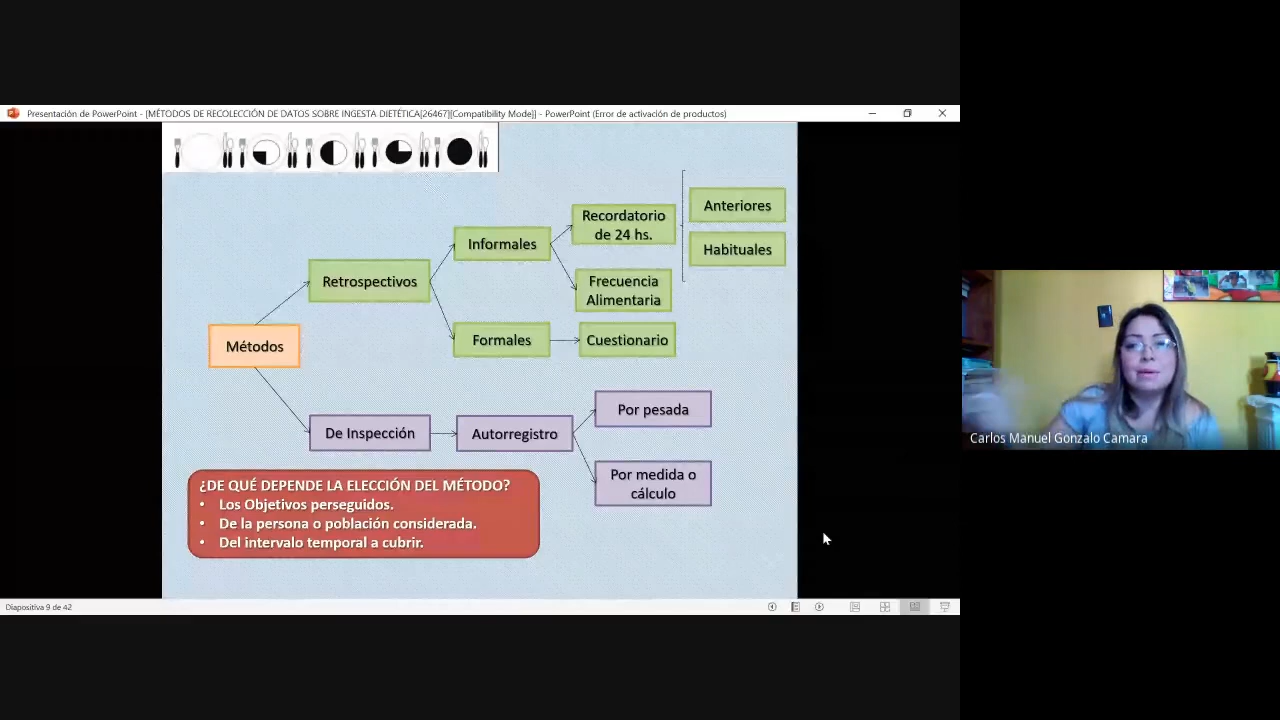 Presentación de PowerPoint - [MÉTODOS DE RECOLECCIÓN DE DATOS SOBRE INGESTA DIETÉTICA[26467][Compatibility Mode]] - PowerPoint (Error de activación de productos)
Recordatorio
de 24 hs.
Anteriores
Informales
Habituales
Retrospectivos
Frecuencia
Alimentaria
Formales
Cuestionario
Métodos
Por pesada
De Inspección
Autorregistro
Por medida o
cálculo
¿DE QUÉ DEPENDE LA ELECCIÓN DEL MÉTODO?
• Los Objetivos perseguidos.
• De la persona o población considerada.
• Del intervalo temporal a cubrir.
Carlos Manuel Gonzalo Camara
Diapositiva 9 de 42